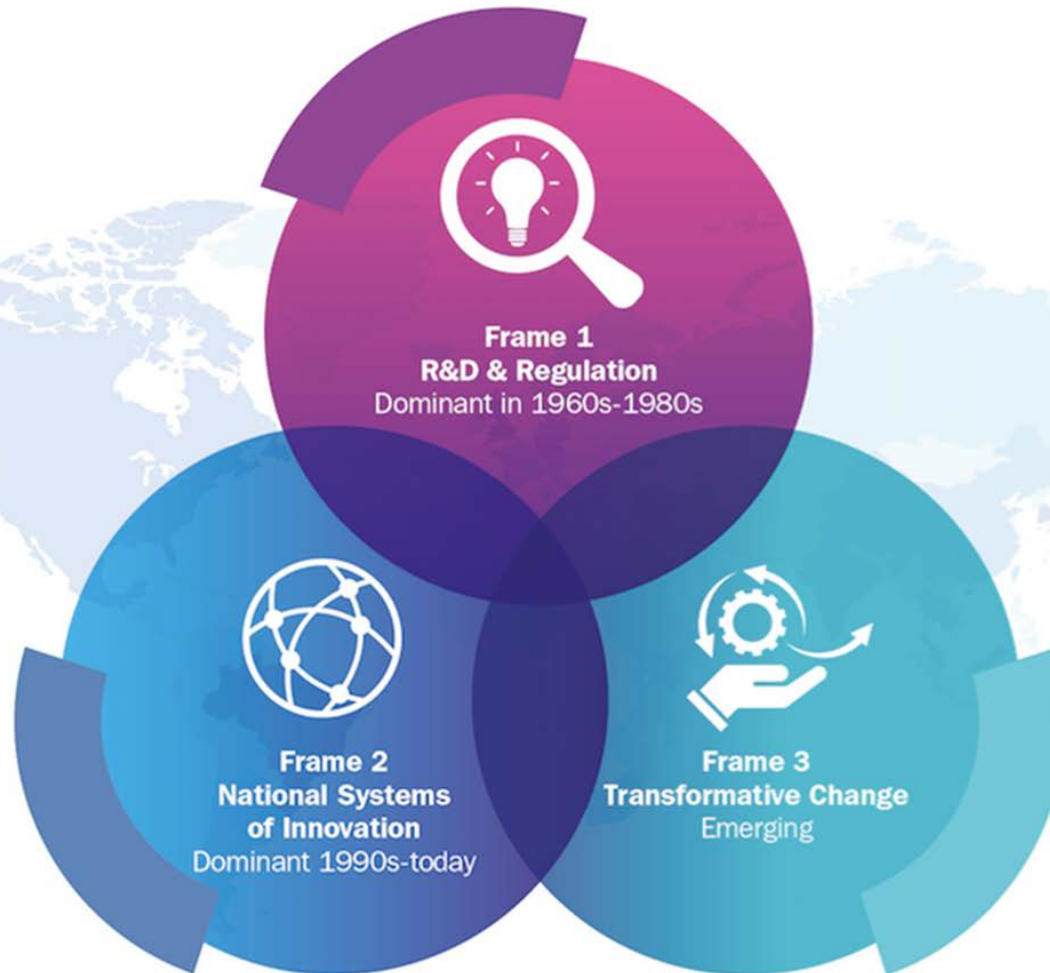 Frame 1
R&D & Regulation
Dominant in 1960s-1980s
Frame 2
National Systems
of Innovation
Dominant 1990s-today
Frame 3
Transformative Change
Emerging